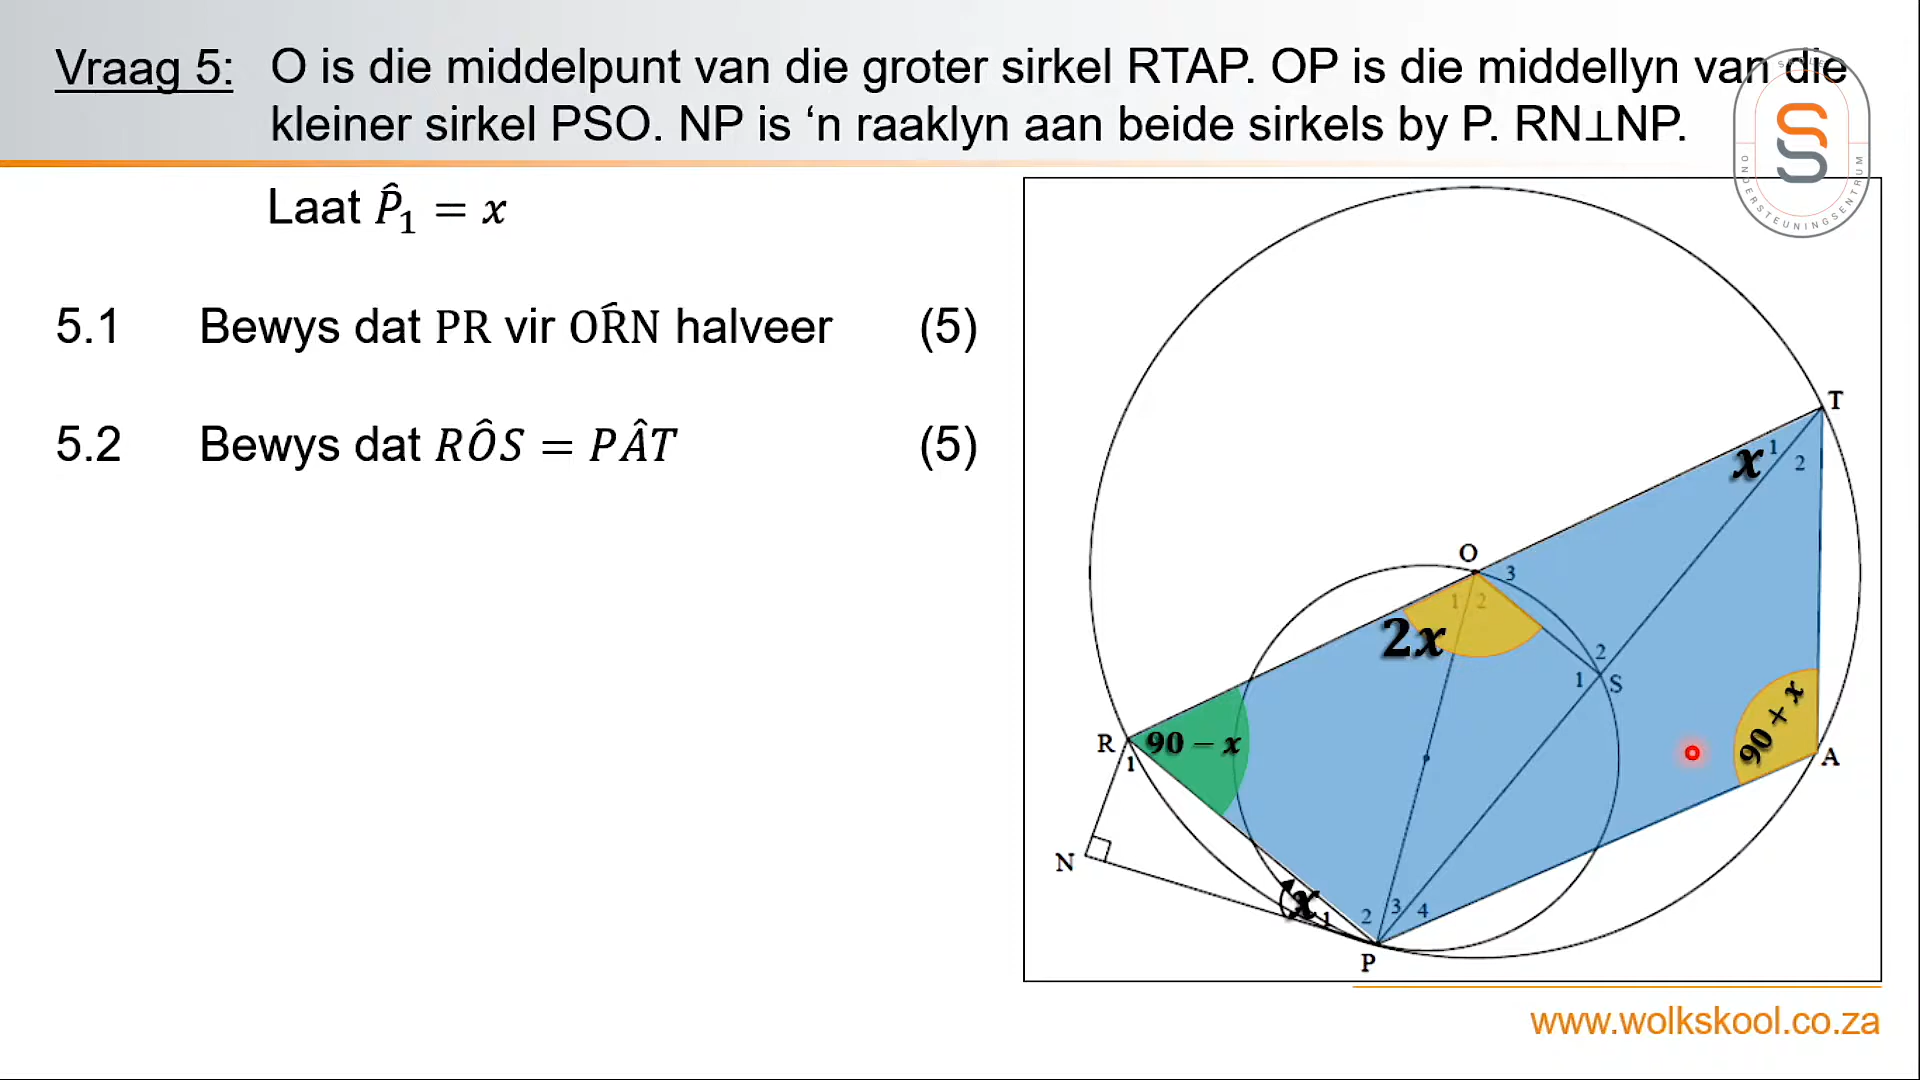 Vraag 5: O is die middelpunt van die groter sirkel RTAP. OP is die middellyn van die
kleiner sirkel PSO. NP is ‘n raaklyn aan beide sirkels by P. RN⊥NP.
Laat P̂₁ = x
5.1 Bewys dat PR vir OR̂N halveer (5)
5.2 Bewys dat RÔS = PÂT (5)
T
x 1
2
O
3
1 2
2x
2
1 S
R 90 − x
1
90 + x
A
N
x 1 2 3 4
P
ONDERSTEUNINGSENTRUM
www.wolkskool.co.za